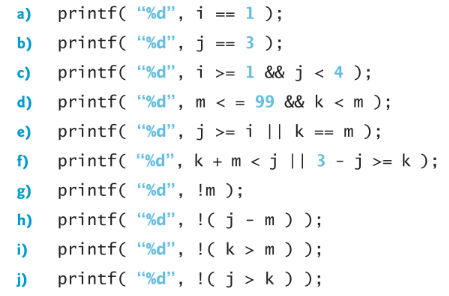 a) printf( “%d”, i == 1 );
b) printf( “%d”, j == 3 );
c) printf( “%d”, i >= 1 && j < 4 );
d) printf( “%d”, m < = 99 && k < m );
e) printf( “%d”, j >= i || k == m );
f) printf( “%d”, k + m < j || 3 - j >= k );
g) printf( “%d”, !m );
h) printf( “%d”, !( j - m ) );
i) printf( “%d”, !( k > m ) );
j) printf( “%d”, !( j > k ) );